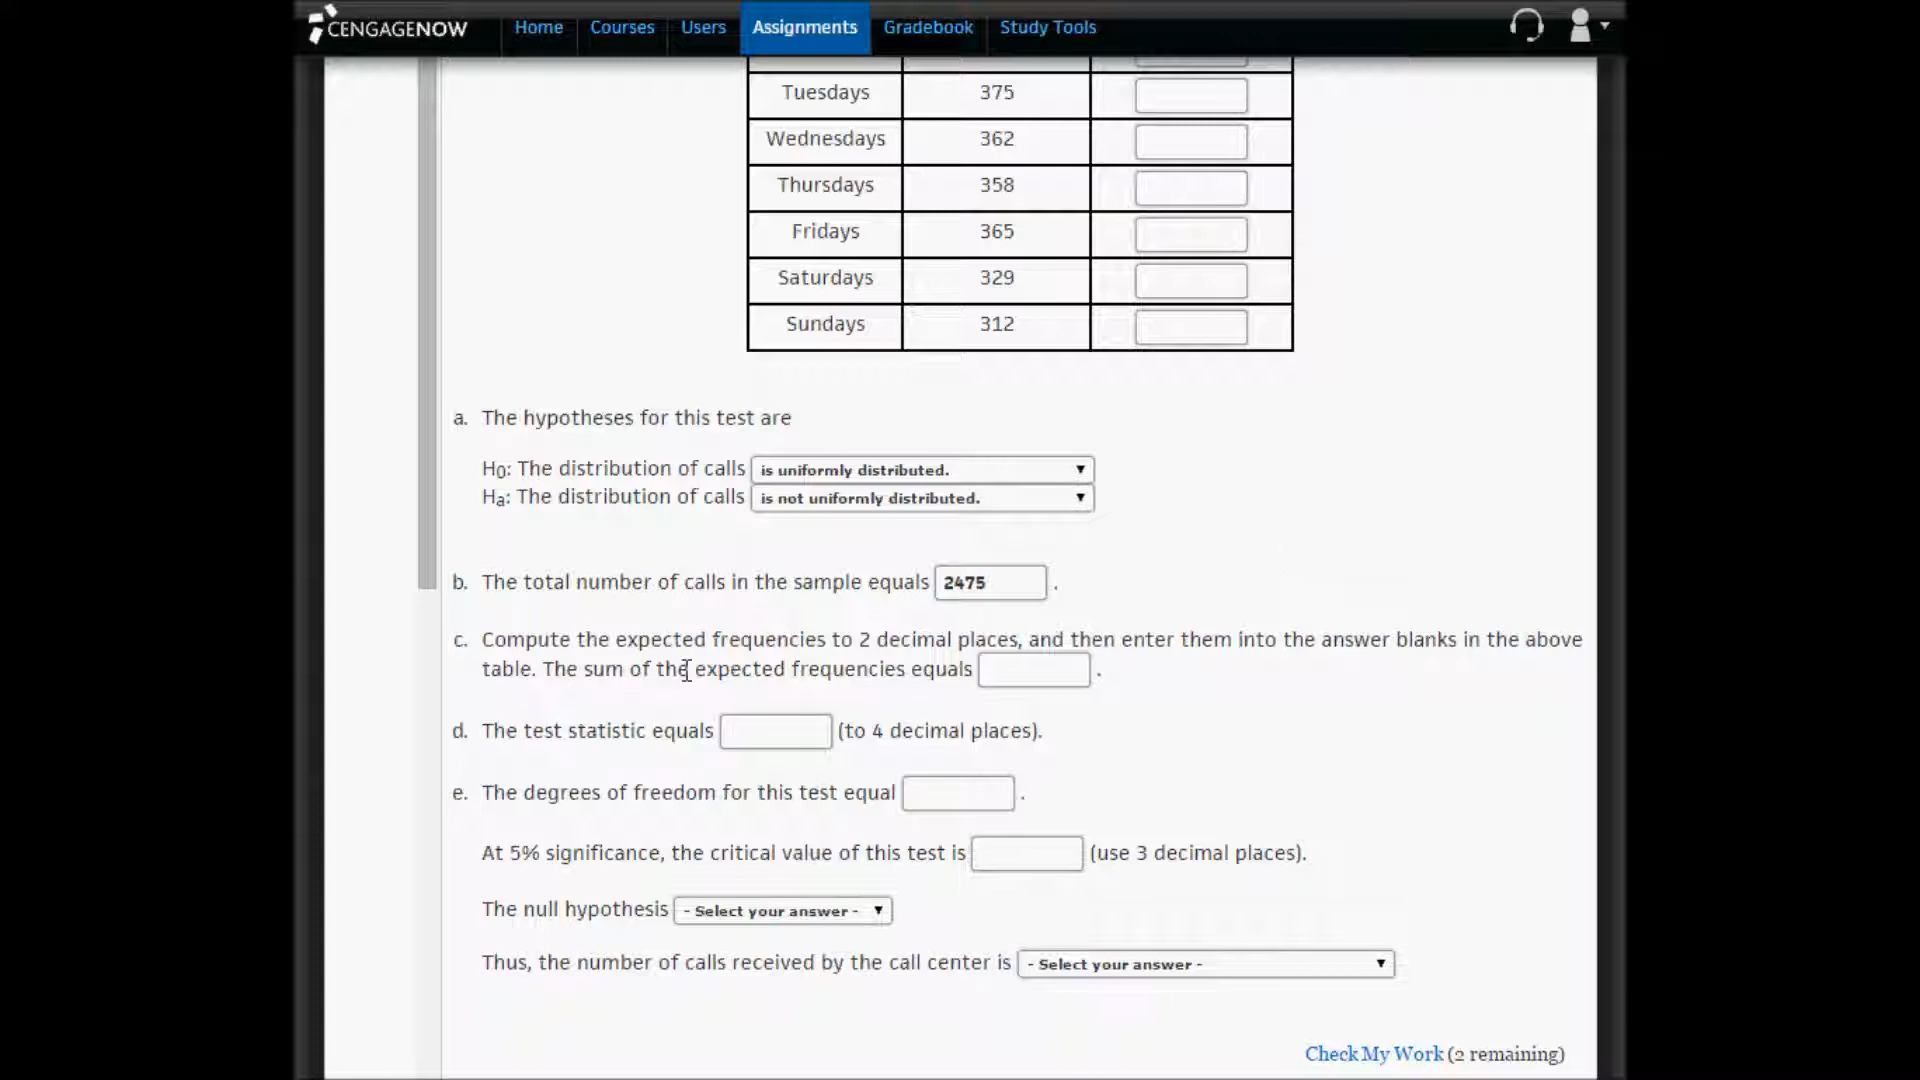 CENGAGENOW Home Courses Users Assignments Gradebook Study Tools
Tuesdays 375
Wednesdays 362
Thursdays 358
Fridays 365
Saturdays 329
Sundays 312
a. The hypotheses for this test are
H0: The distribution of calls is uniformly distributed.
Ha: The distribution of calls is not uniformly distributed.
b. The total number of calls in the sample equals 2475 .
c. Compute the expected frequencies to 2 decimal places, and then enter them into the answer blanks in the above
table. The sum of the expected frequencies equals .
d. The test statistic equals (to 4 decimal places).
e. The degrees of freedom for this test equal .
At 5% significance, the critical value of this test is (use 3 decimal places).
The null hypothesis - Select your answer -
Thus, the number of calls received by the call center is - Select your answer -
Check My Work (2 remaining)